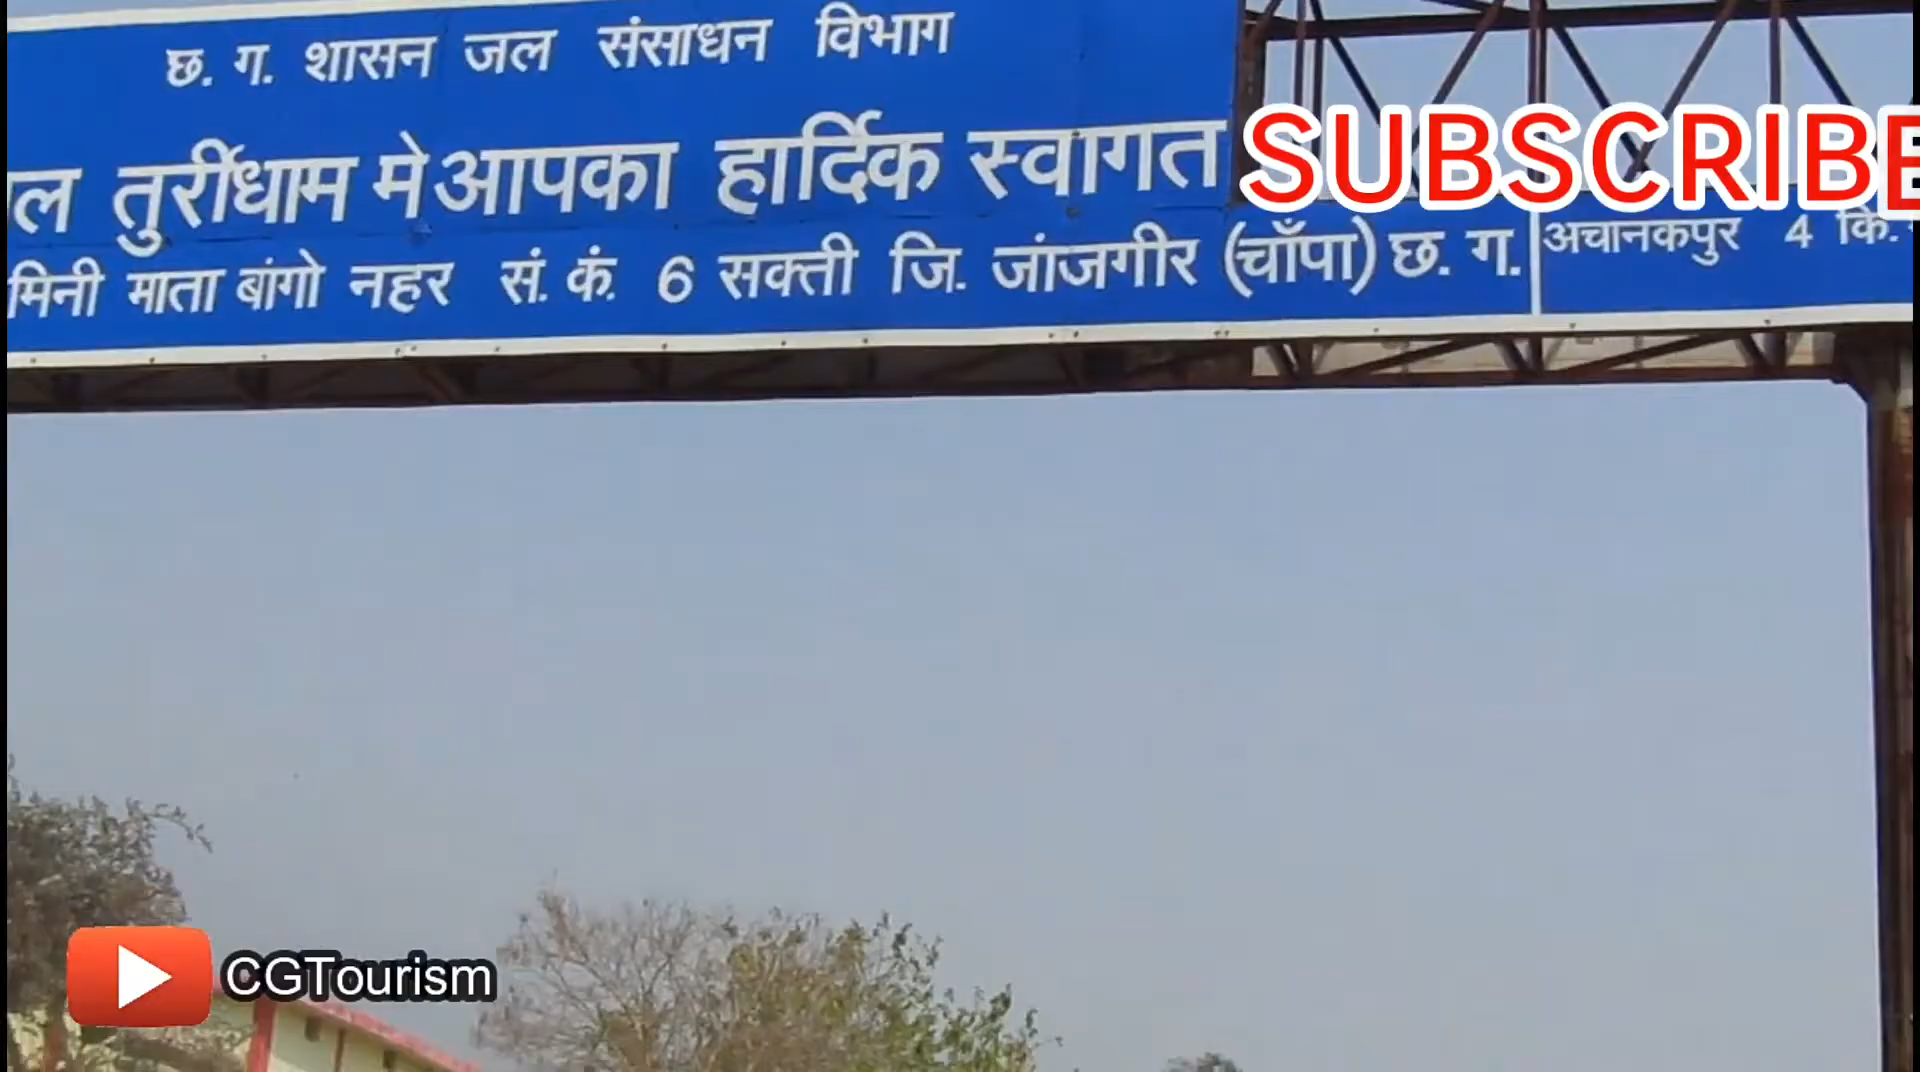 छ. ग. शासन जल संसाधन विभाग
ल तुर्रीधाम मे आपका हार्दिक स्वागत
SUBSCRIBE
मिनी माता बांगो नहर सं. कं. 6 सक्ती जि. जांजगीर (चाँपा) छ. ग.
अचानकपुर 4 कि.
CGTourism